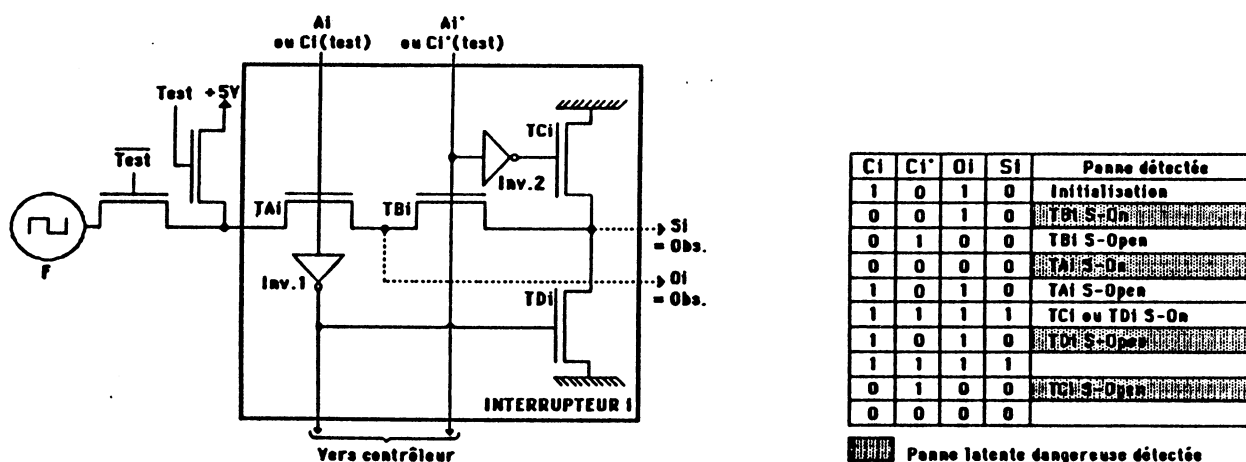 Ai
ou Ci(test)
Ai*
ou Ci*(test)
Test
+5V
Test
TCi
Inv.2
TAi
TBi
Si
= Obs.
F
Inv.1
Oi
= Obs.
TDi
INTERRUPTEUR i
Vers contrôleur
Ci Ci* Oi Si Panne détectée
1 0 1 0 Initialisation
0 0 1 0 TBi S-On
0 1 0 0 TBi S-Open
0 0 0 0 TAi S-On
1 0 1 0 TAi S-Open
1 1 1 1 TCi ou TDi S-On
1 0 1 0 TDi S-Open
1 1 1 1
0 1 0 0 TCi S-Open
0 0 0 0
Panne latente dangereuse détectée